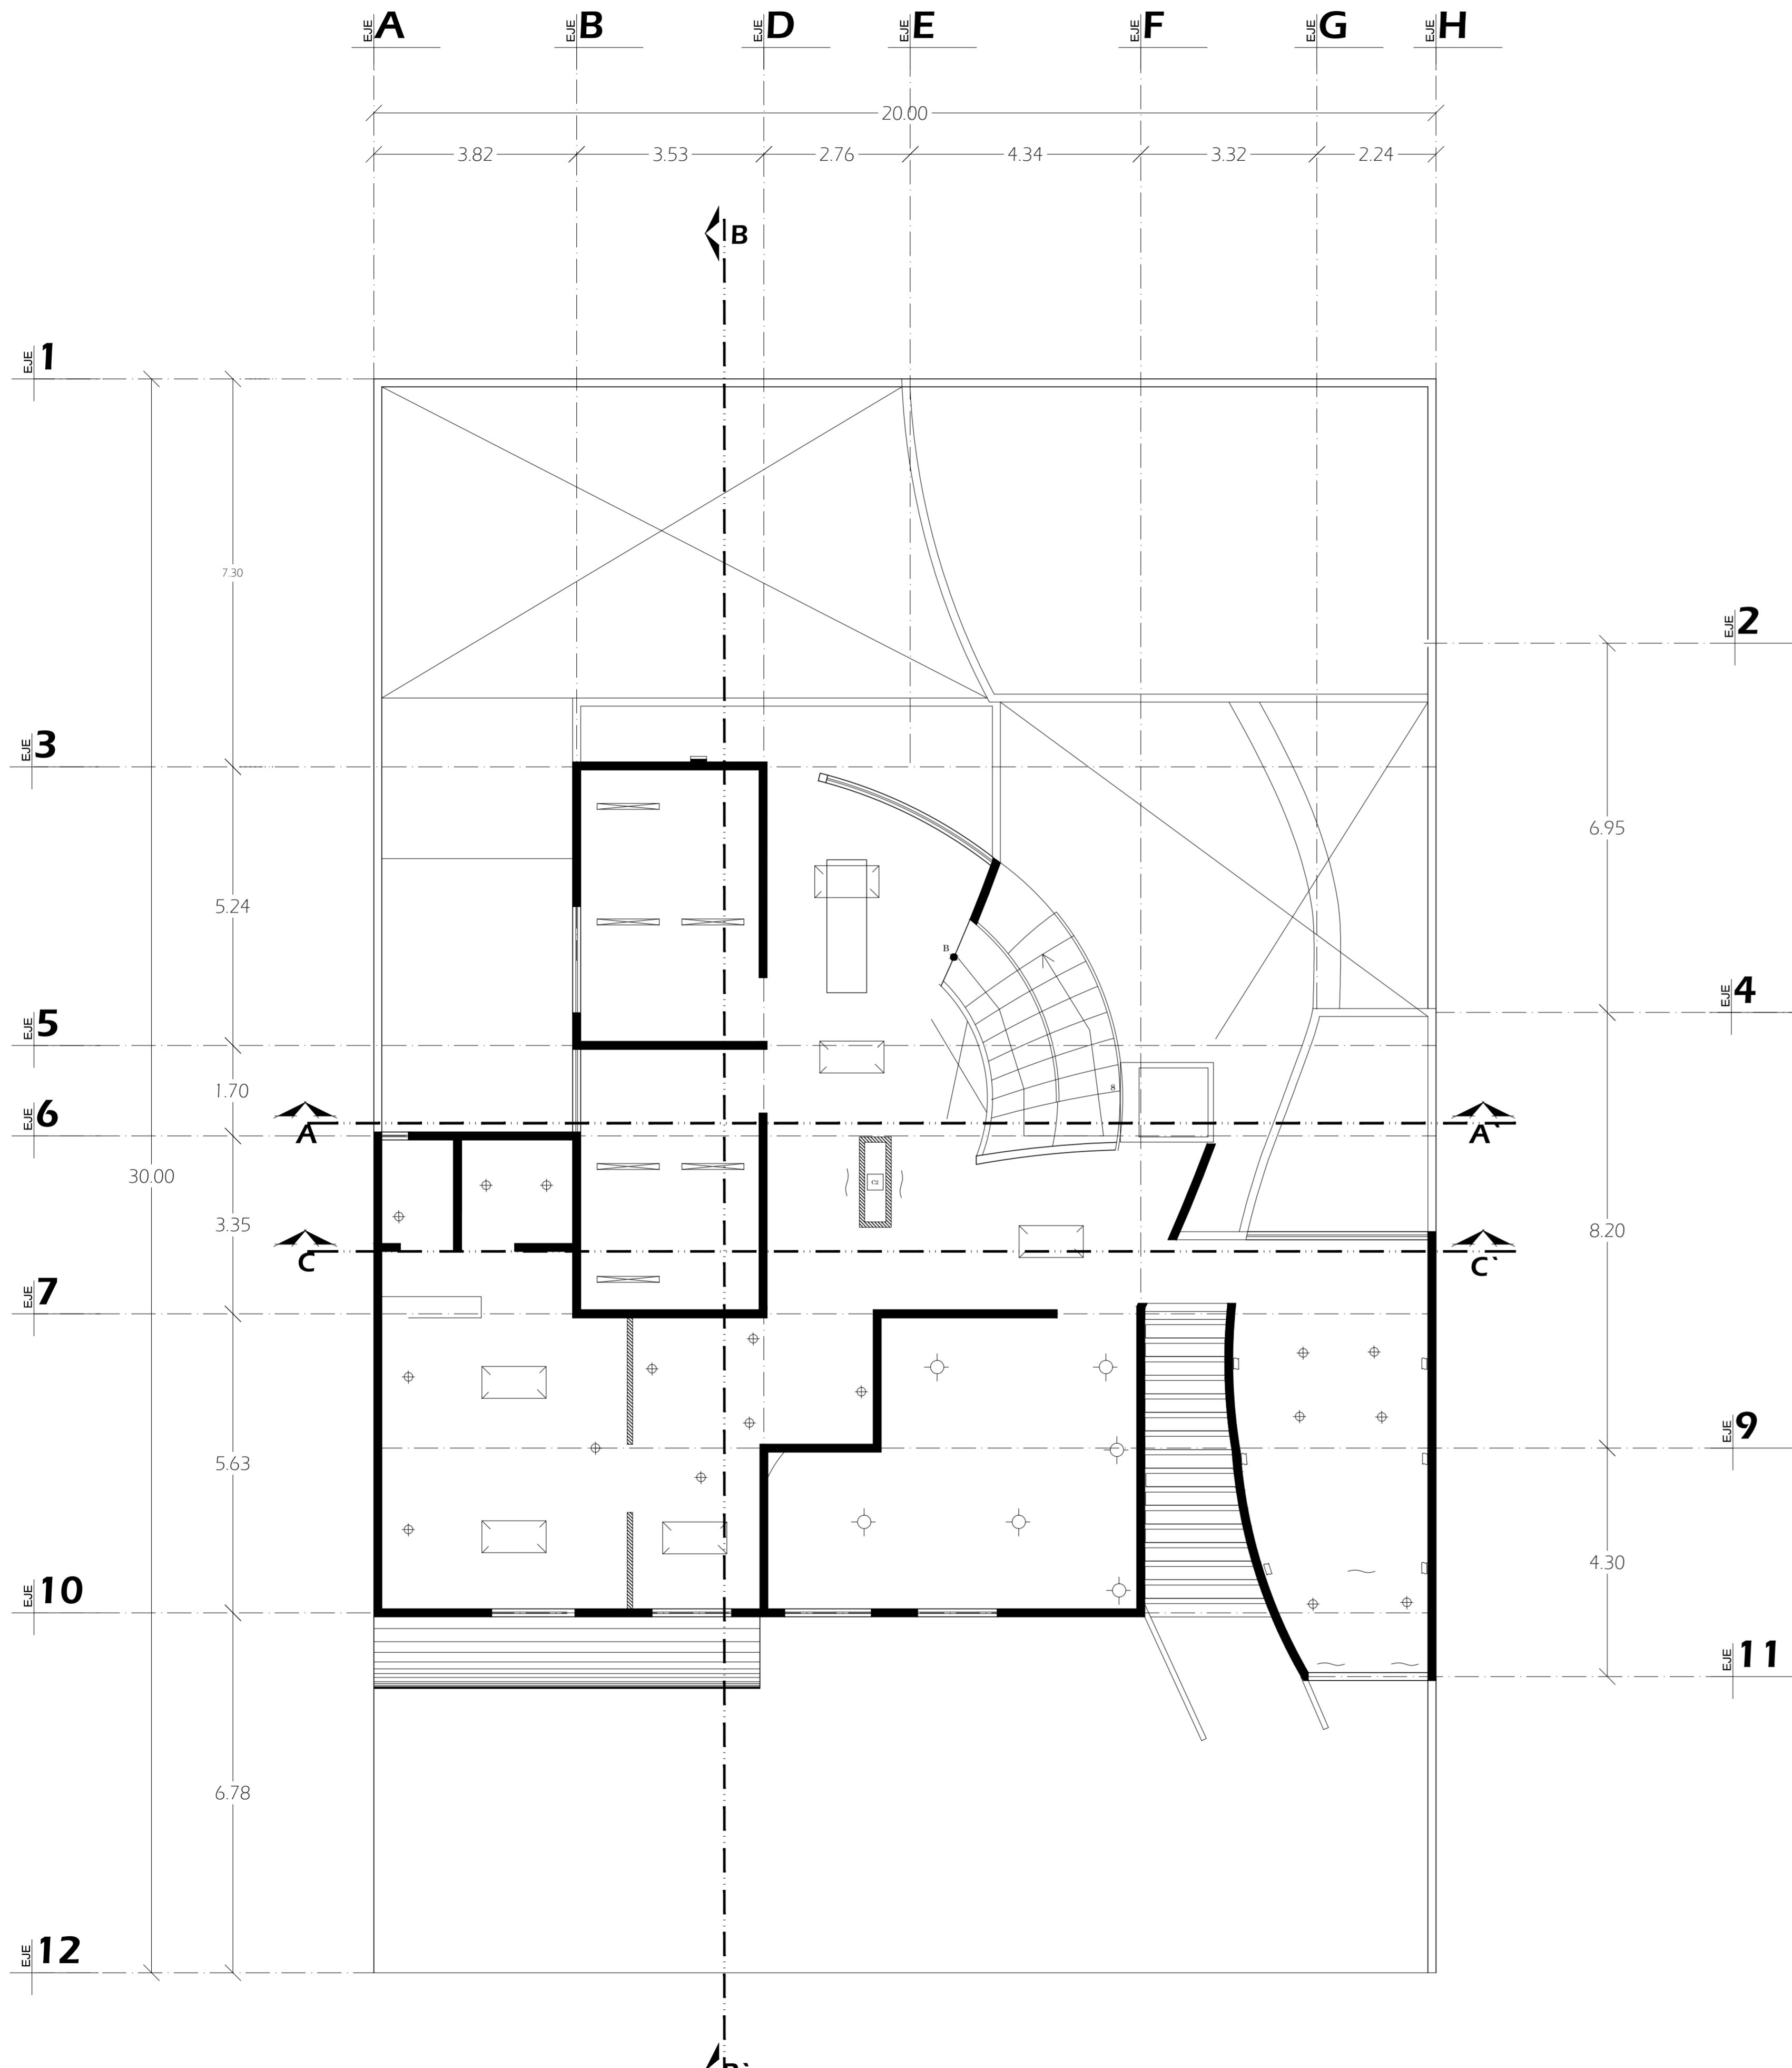 EJE A EJE B EJE D EJE E EJE F EJE G EJE H
20.00
3.82 3.53 2.76 4.34 3.32 2.24
B
EJE 1
7.30
EJE 2
EJE 3
6.95
5.24
B
EJE 4
EJE 5
8
1.70
EJE 6
A A`
30.00
C2
3.35
8.20
C C`
EJE 7
EJE 9
5.63
4.30
EJE 10
EJE 11
6.78
EJE 12
B`